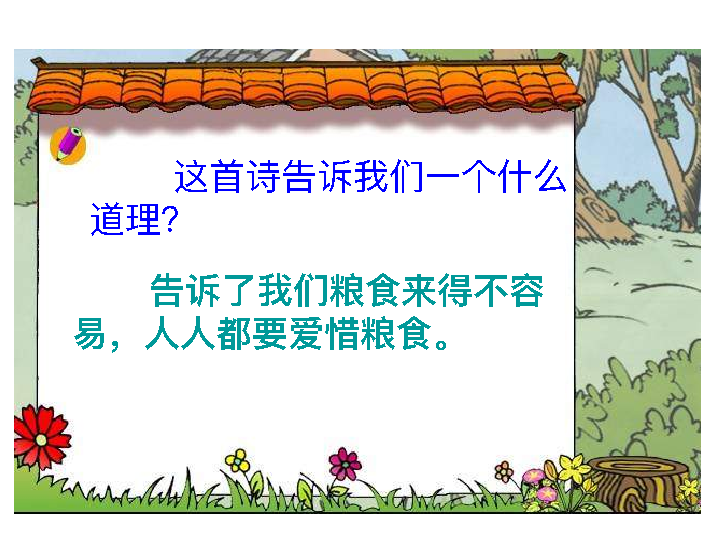 这首诗告诉我们一个什么
道理?
告诉了我们粮食来得不容
易，人人都要爱惜粮食。